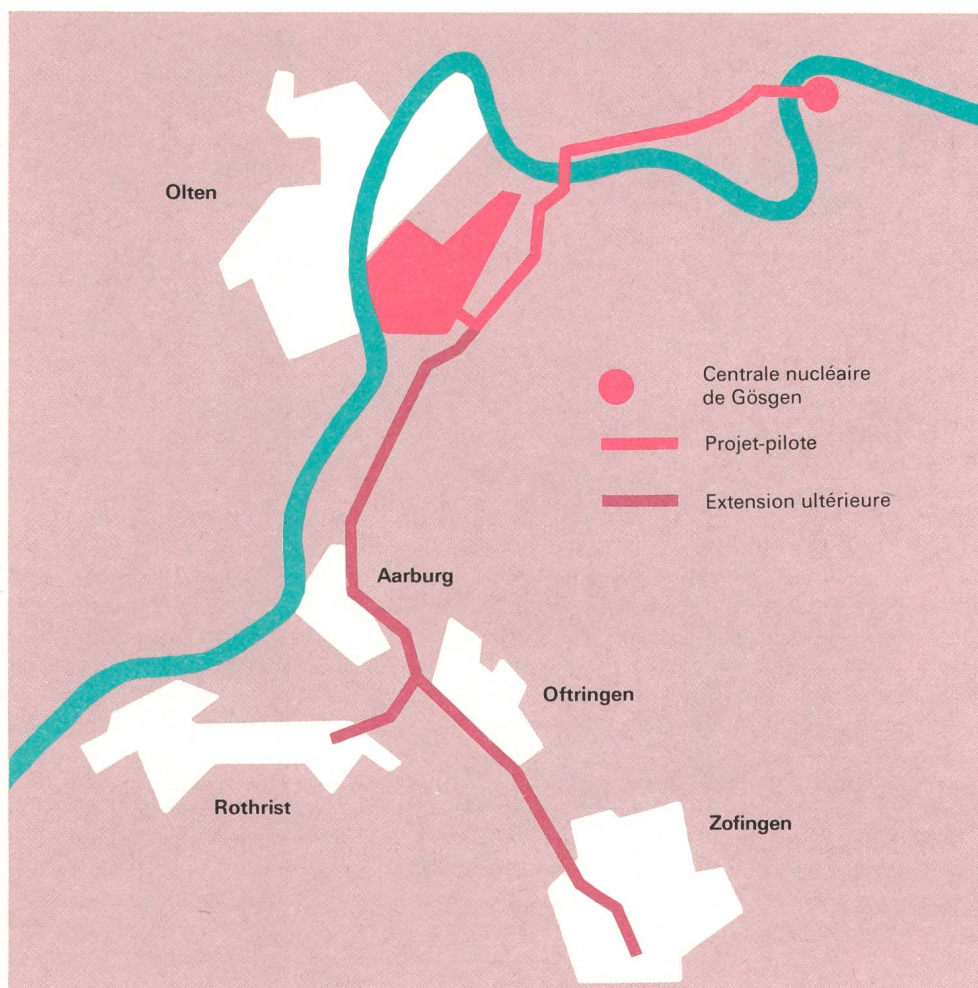 Olten
Centrale nucléaire
de Gösgen
Projet-pilote
Extension ultérieure
Aarburg
Oftringen
Rothrist
Zofingen